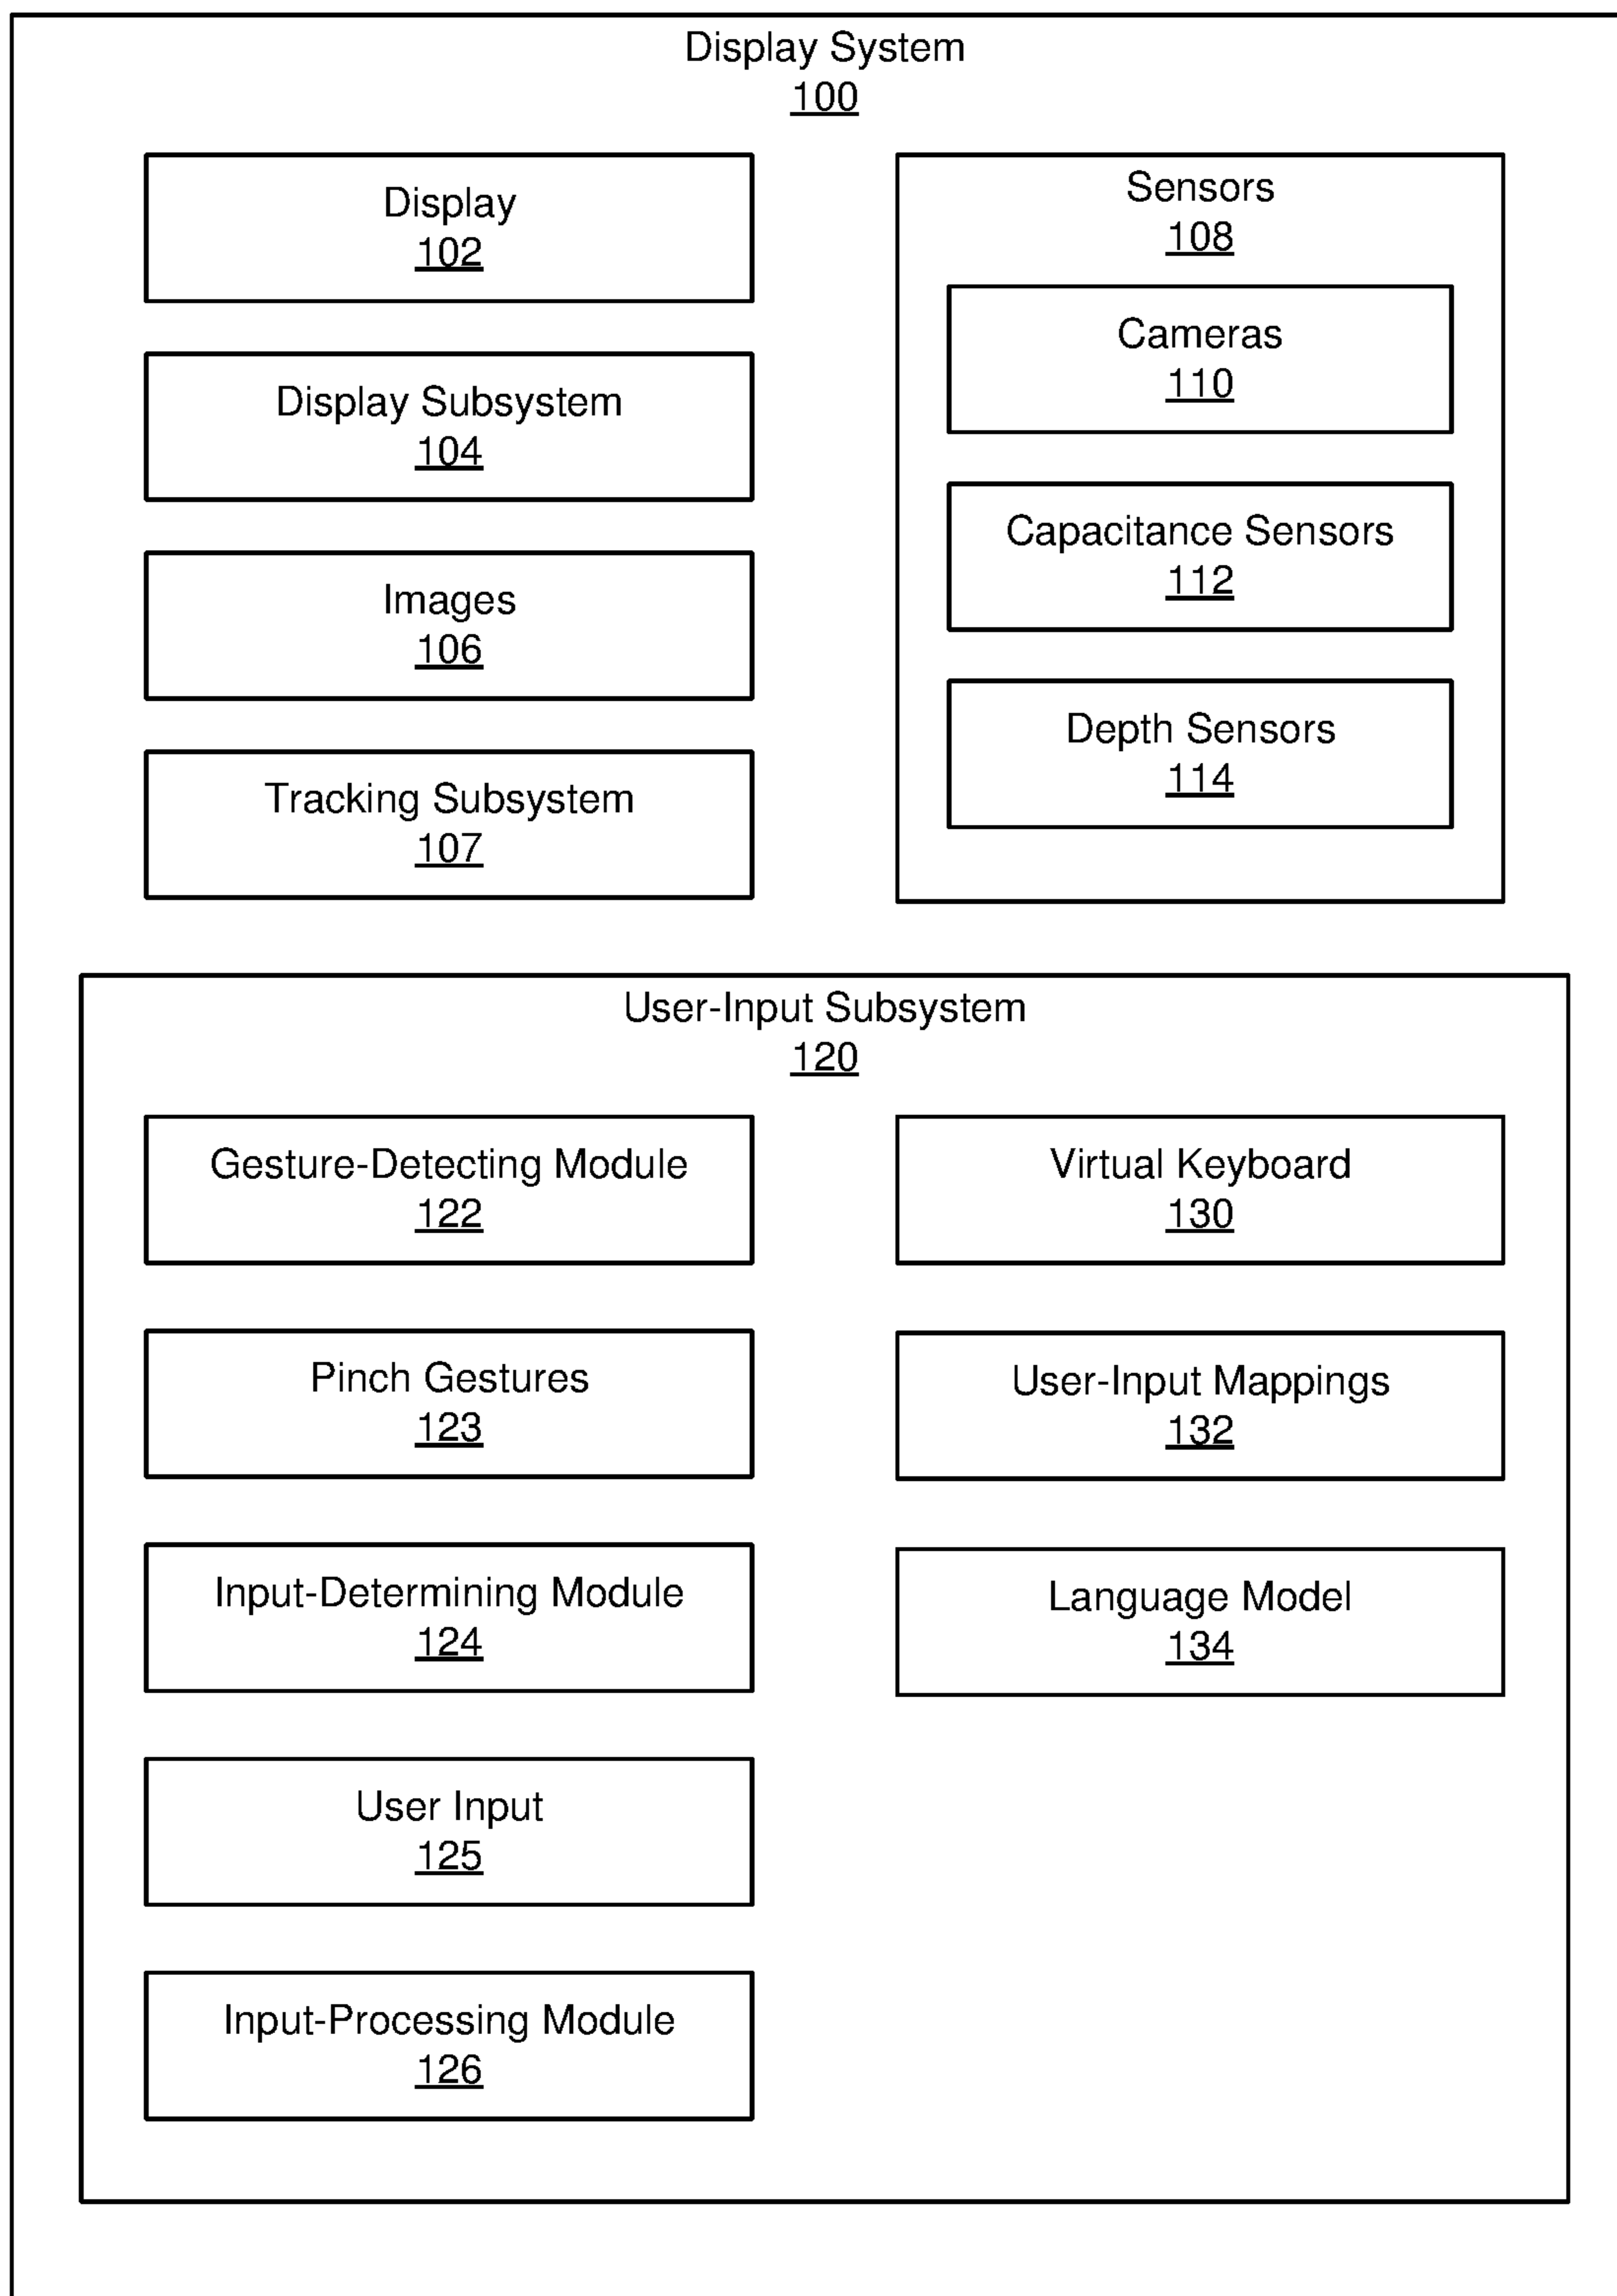 Display System
100
Display
102
Display Subsystem
104
Images
106
Tracking Subsystem
107
Sensors
108
Cameras
110
Capacitance Sensors
112
Depth Sensors
114
User-Input Subsystem
120
Gesture-Detecting Module
122
Pinch Gestures
123
Input-Determining Module
124
User Input
125
Input-Processing Module
126
Virtual Keyboard
130
User-Input Mappings
132
Language Model
134